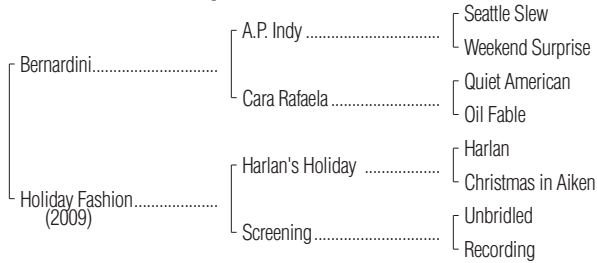 Seattle Slew
A.P. Indy ..............................
Weekend Surprise
Bernardini............................
Quiet American
Cara Rafaela ........................
Oil Fable
Harlan
Harlan's Holiday .................
Christmas in Aiken
Holiday Fashion...................
(2009)
Unbridled
Screening............................
Recording